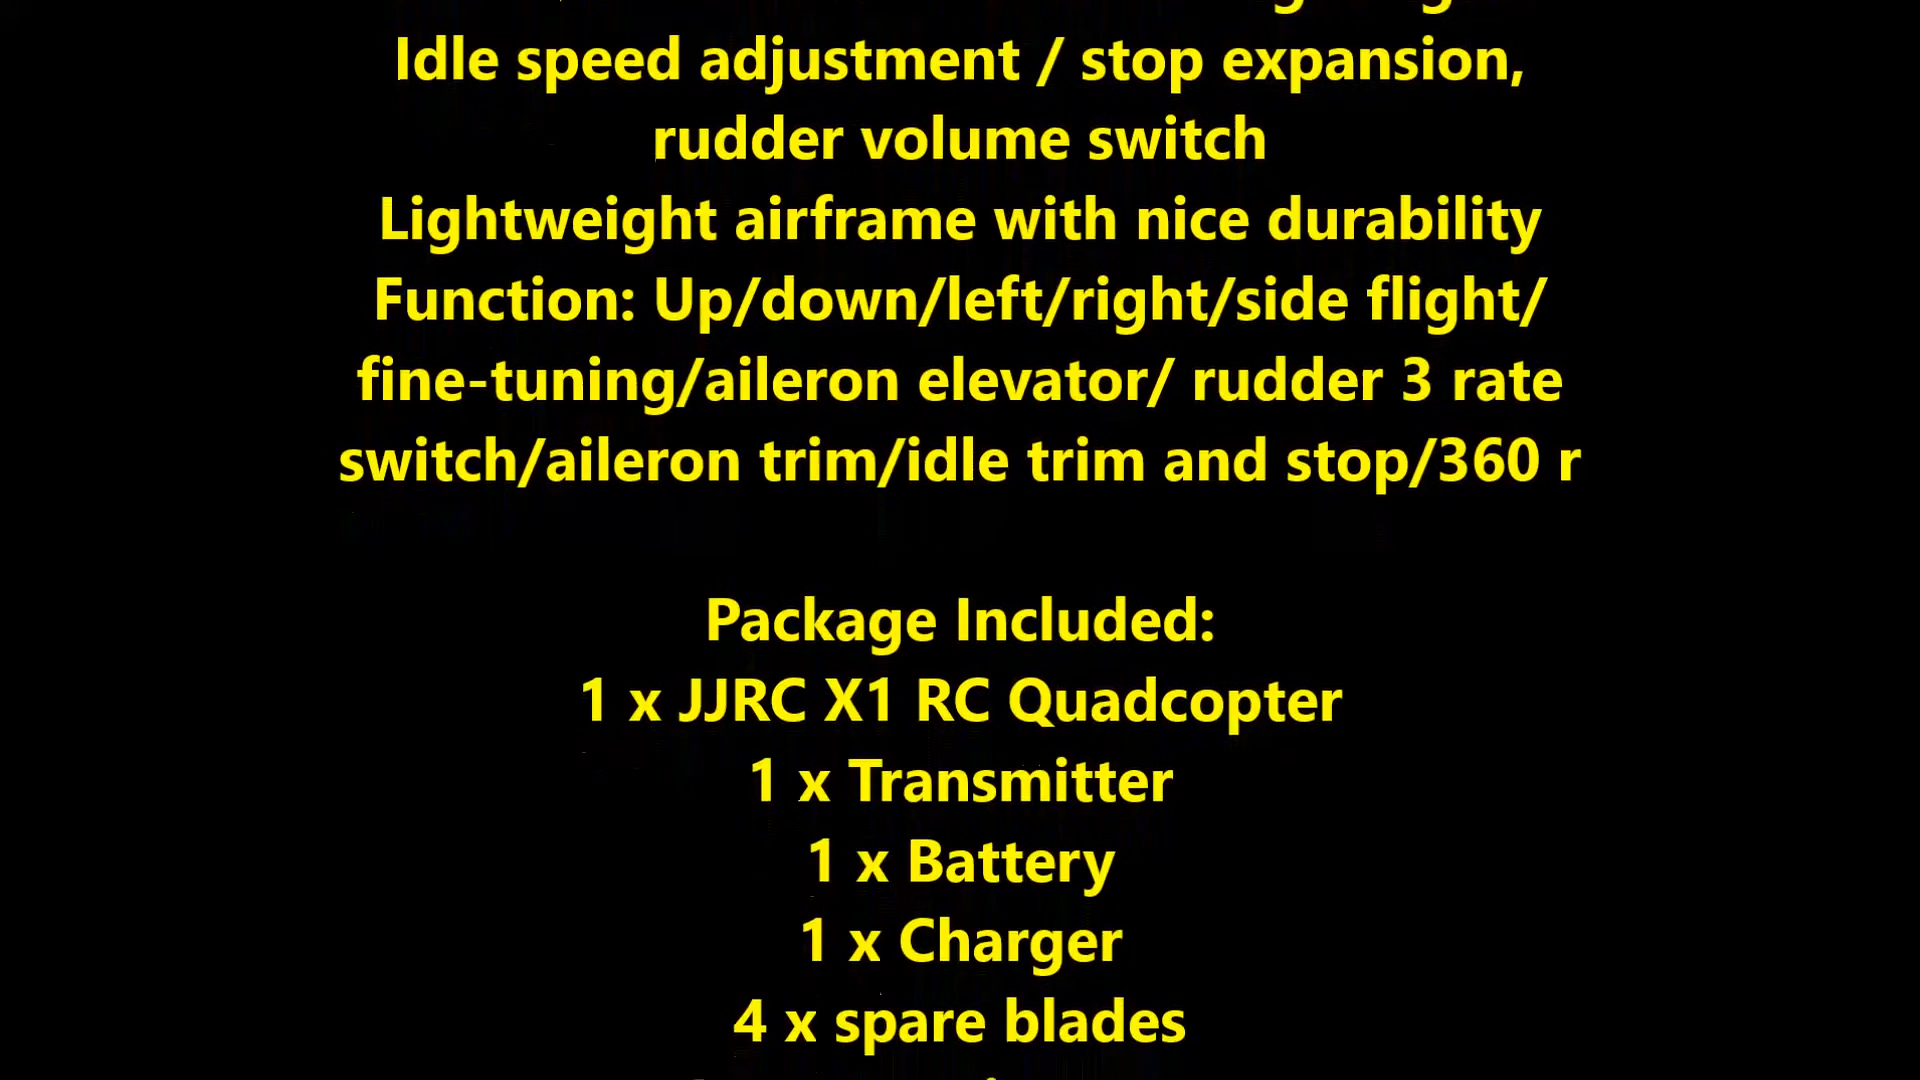 Idle speed adjustment / stop expansion,
rudder volume switch
Lightweight airframe with nice durability
Function: Up/down/left/right/side flight/
fine-tuning/aileron elevator/ rudder 3 rate
switch/aileron trim/idle trim and stop/360 r
Package Included:
1 x JJRC X1 RC Quadcopter
1 x Transmitter
1 x Battery
1 x Charger
4 x spare blades